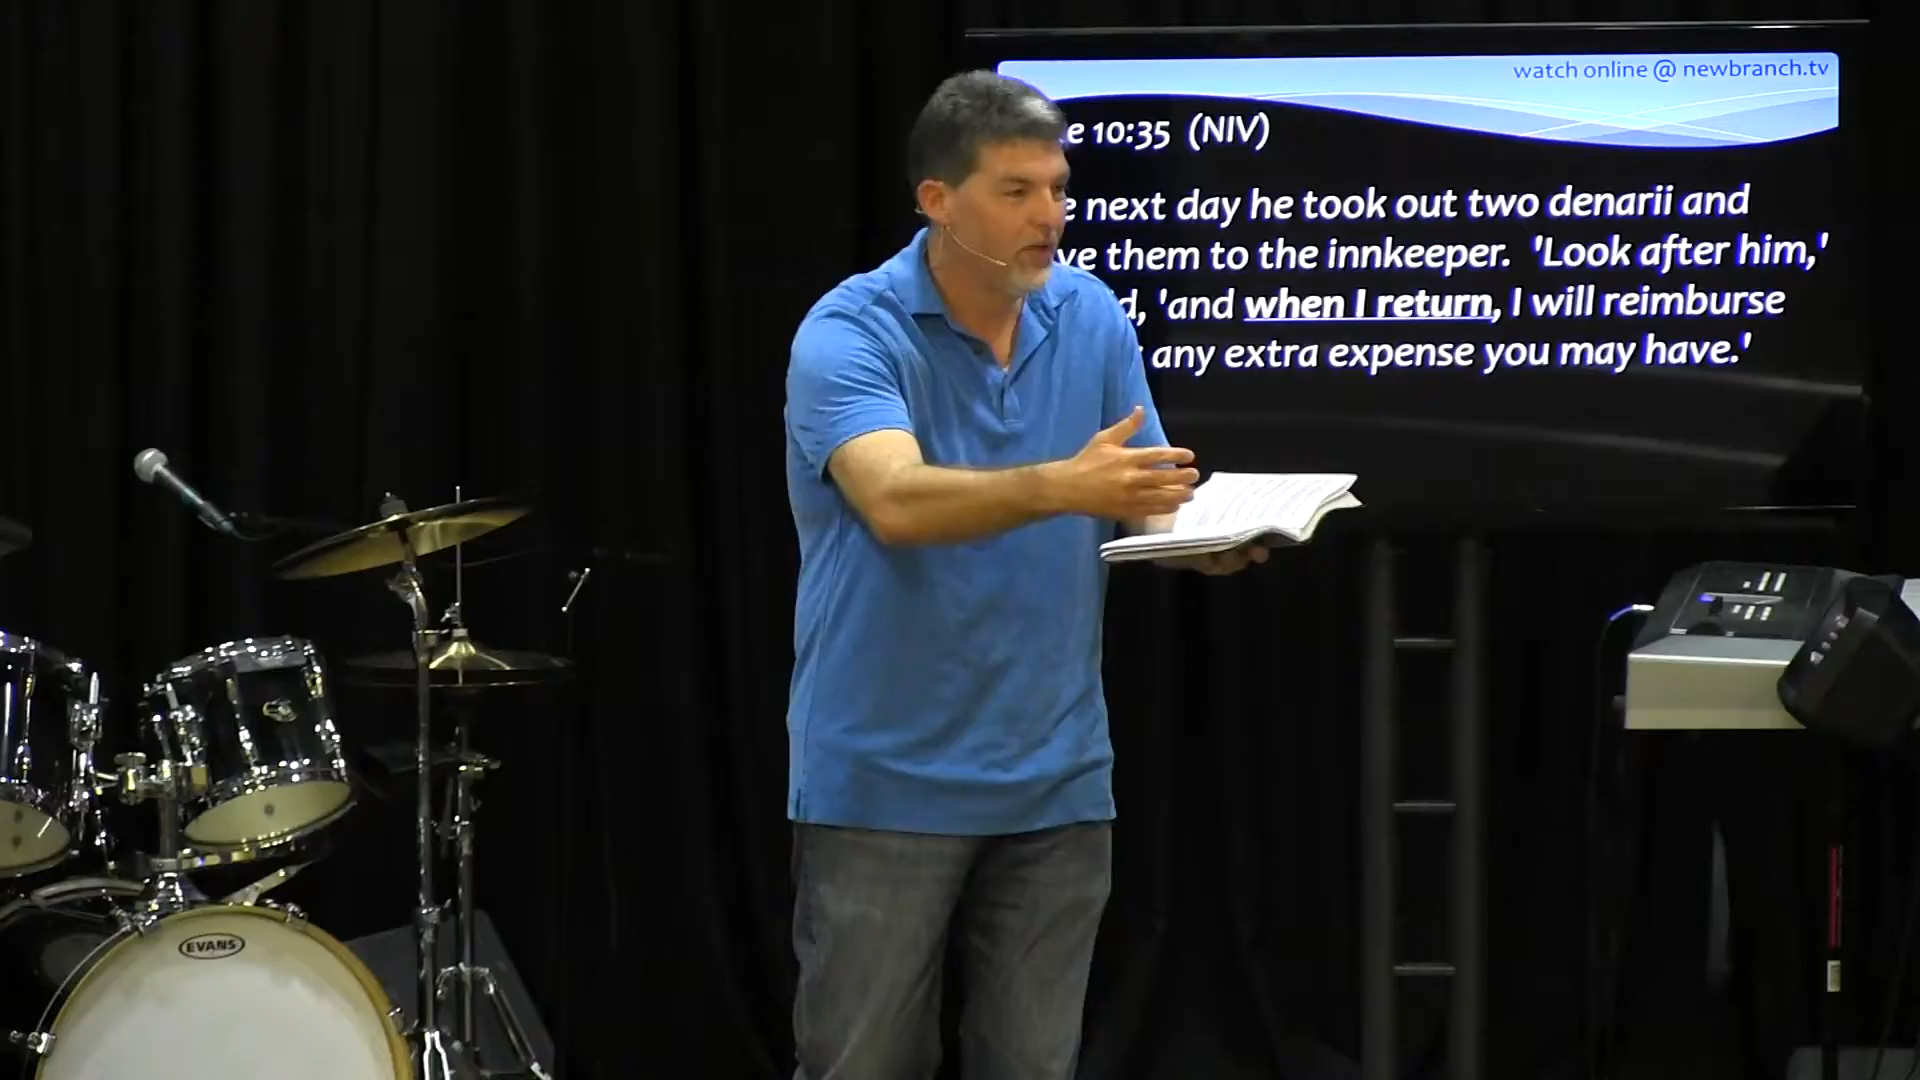 watch online @ newbranch.tv
e 10:35 (NIV)
e next day he took out two denarii and
ve them to the innkeeper. 'Look after him,'
d, 'and when I return, I will reimburse
any extra expense you may have.'
EVANS